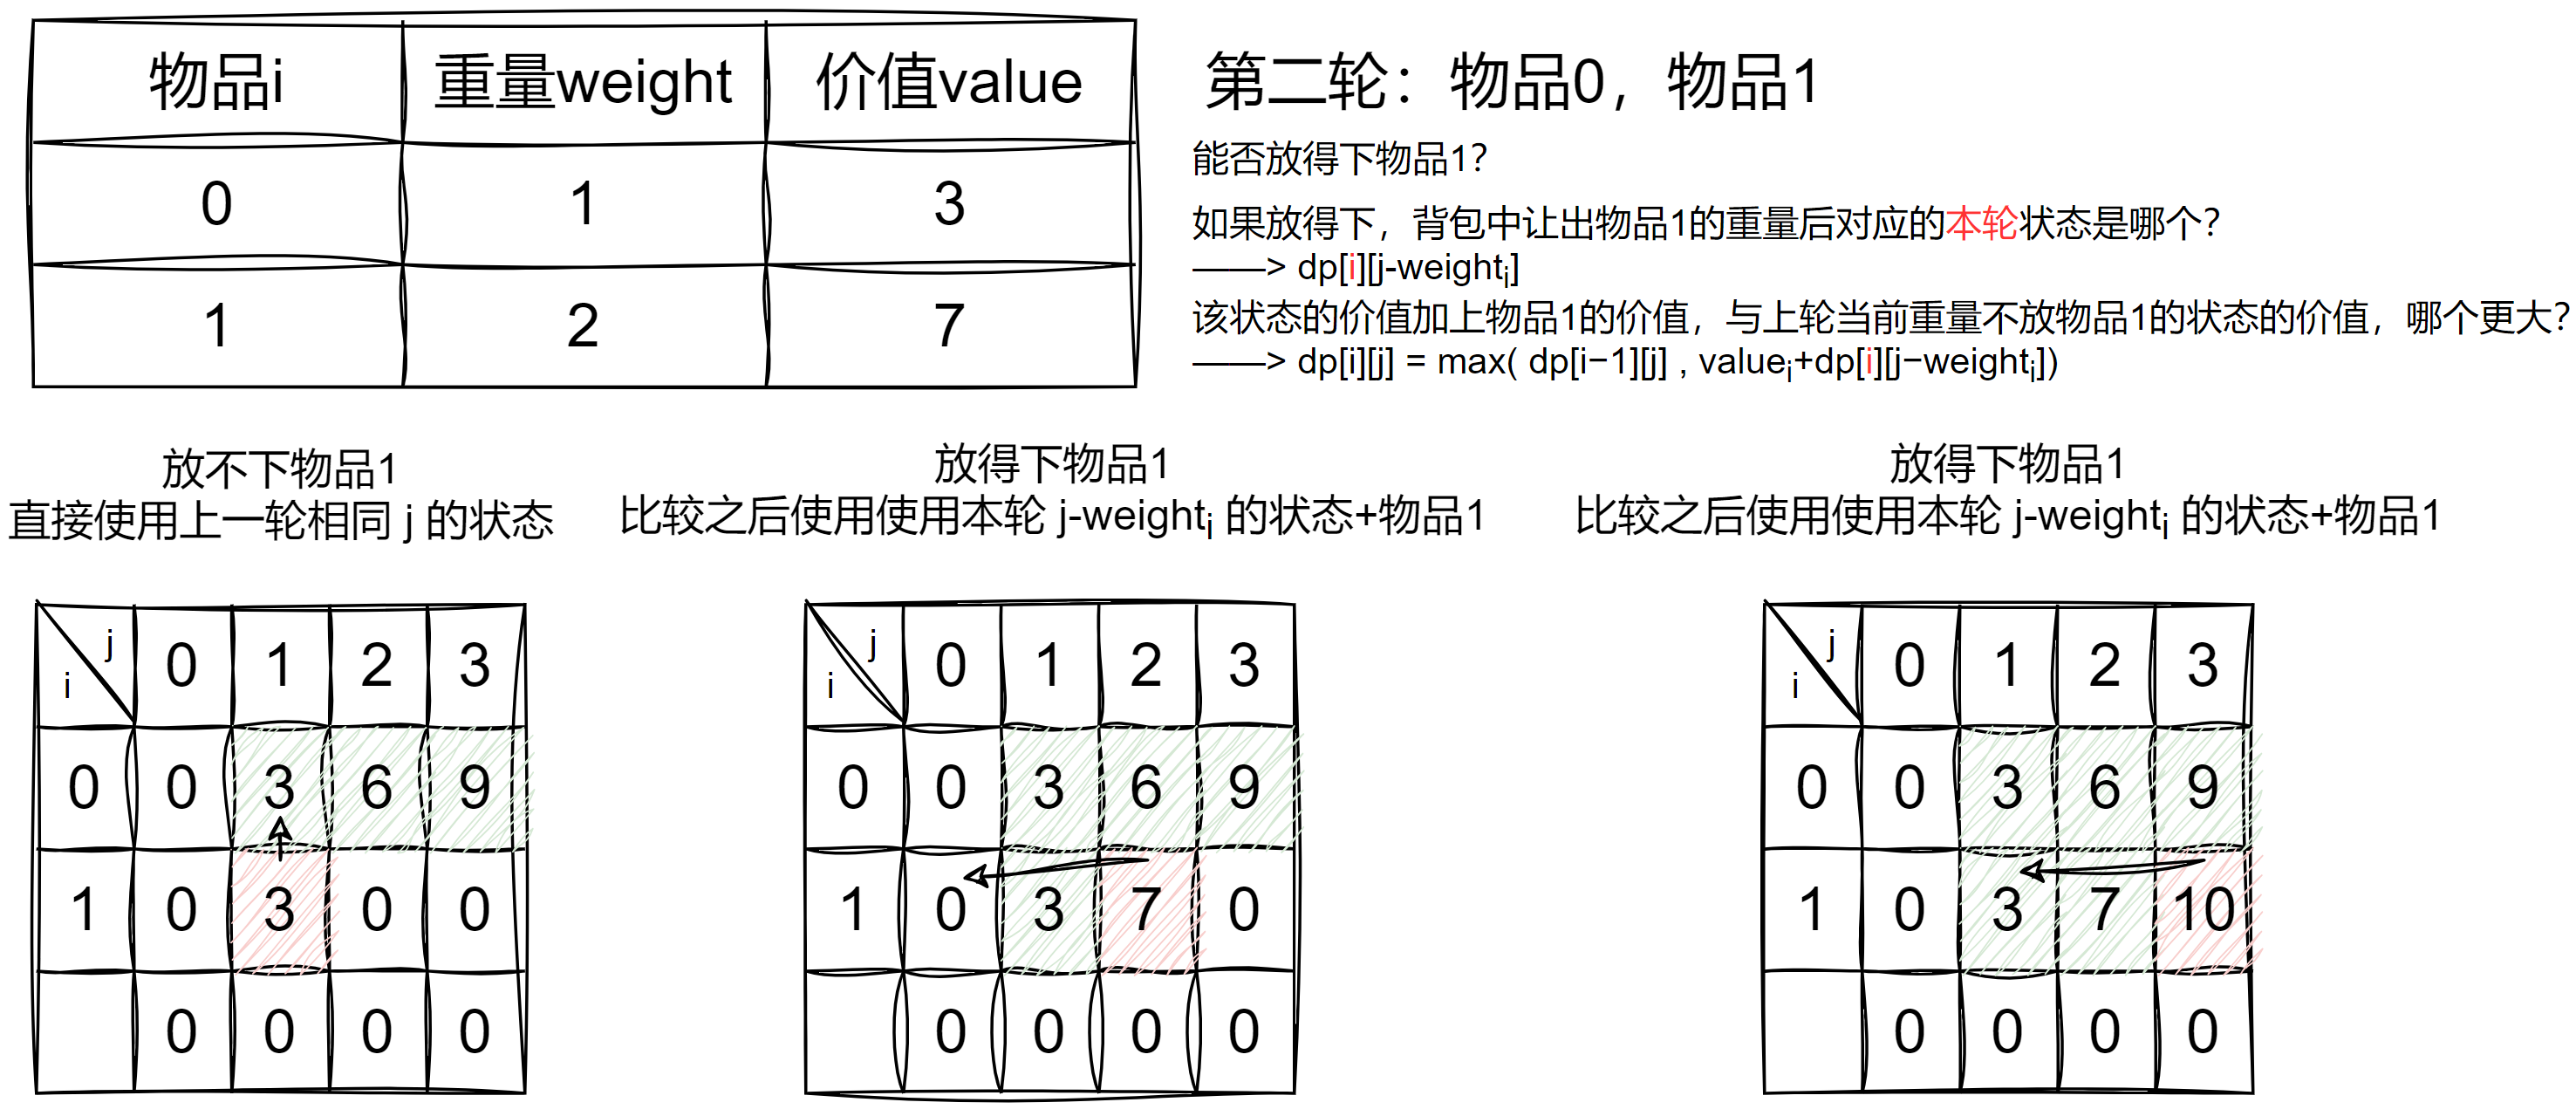 物品i 重量weight 价值value
0 1 3
1 2 7
第二轮：物品0，物品1
能否放得下物品1？
如果放得下，背包中让出物品1的重量后对应的本轮状态是哪个？
——> dp[i][j-weightᵢ]
该状态的价值加上物品1的价值，与上轮当前重量不放物品1的状态的价值，哪个更大？
——> dp[i][j] = max( dp[i−1][j] , valueᵢ+dp[i][j−weightᵢ])
放不下物品1
直接使用上一轮相同 j 的状态
j
i 0 1 2 3
0 0 3 6 9
1 0 3 0 0
0 0 0 0
放得下物品1
比较之后使用使用本轮 j-weightᵢ 的状态+物品1
j
i 0 1 2 3
0 0 3 6 9
1 0 3 7 0
0 0 0 0
放得下物品1
比较之后使用使用本轮 j-weightᵢ 的状态+物品1
j
i 0 1 2 3
0 0 3 6 9
1 0 3 7 10
0 0 0 0